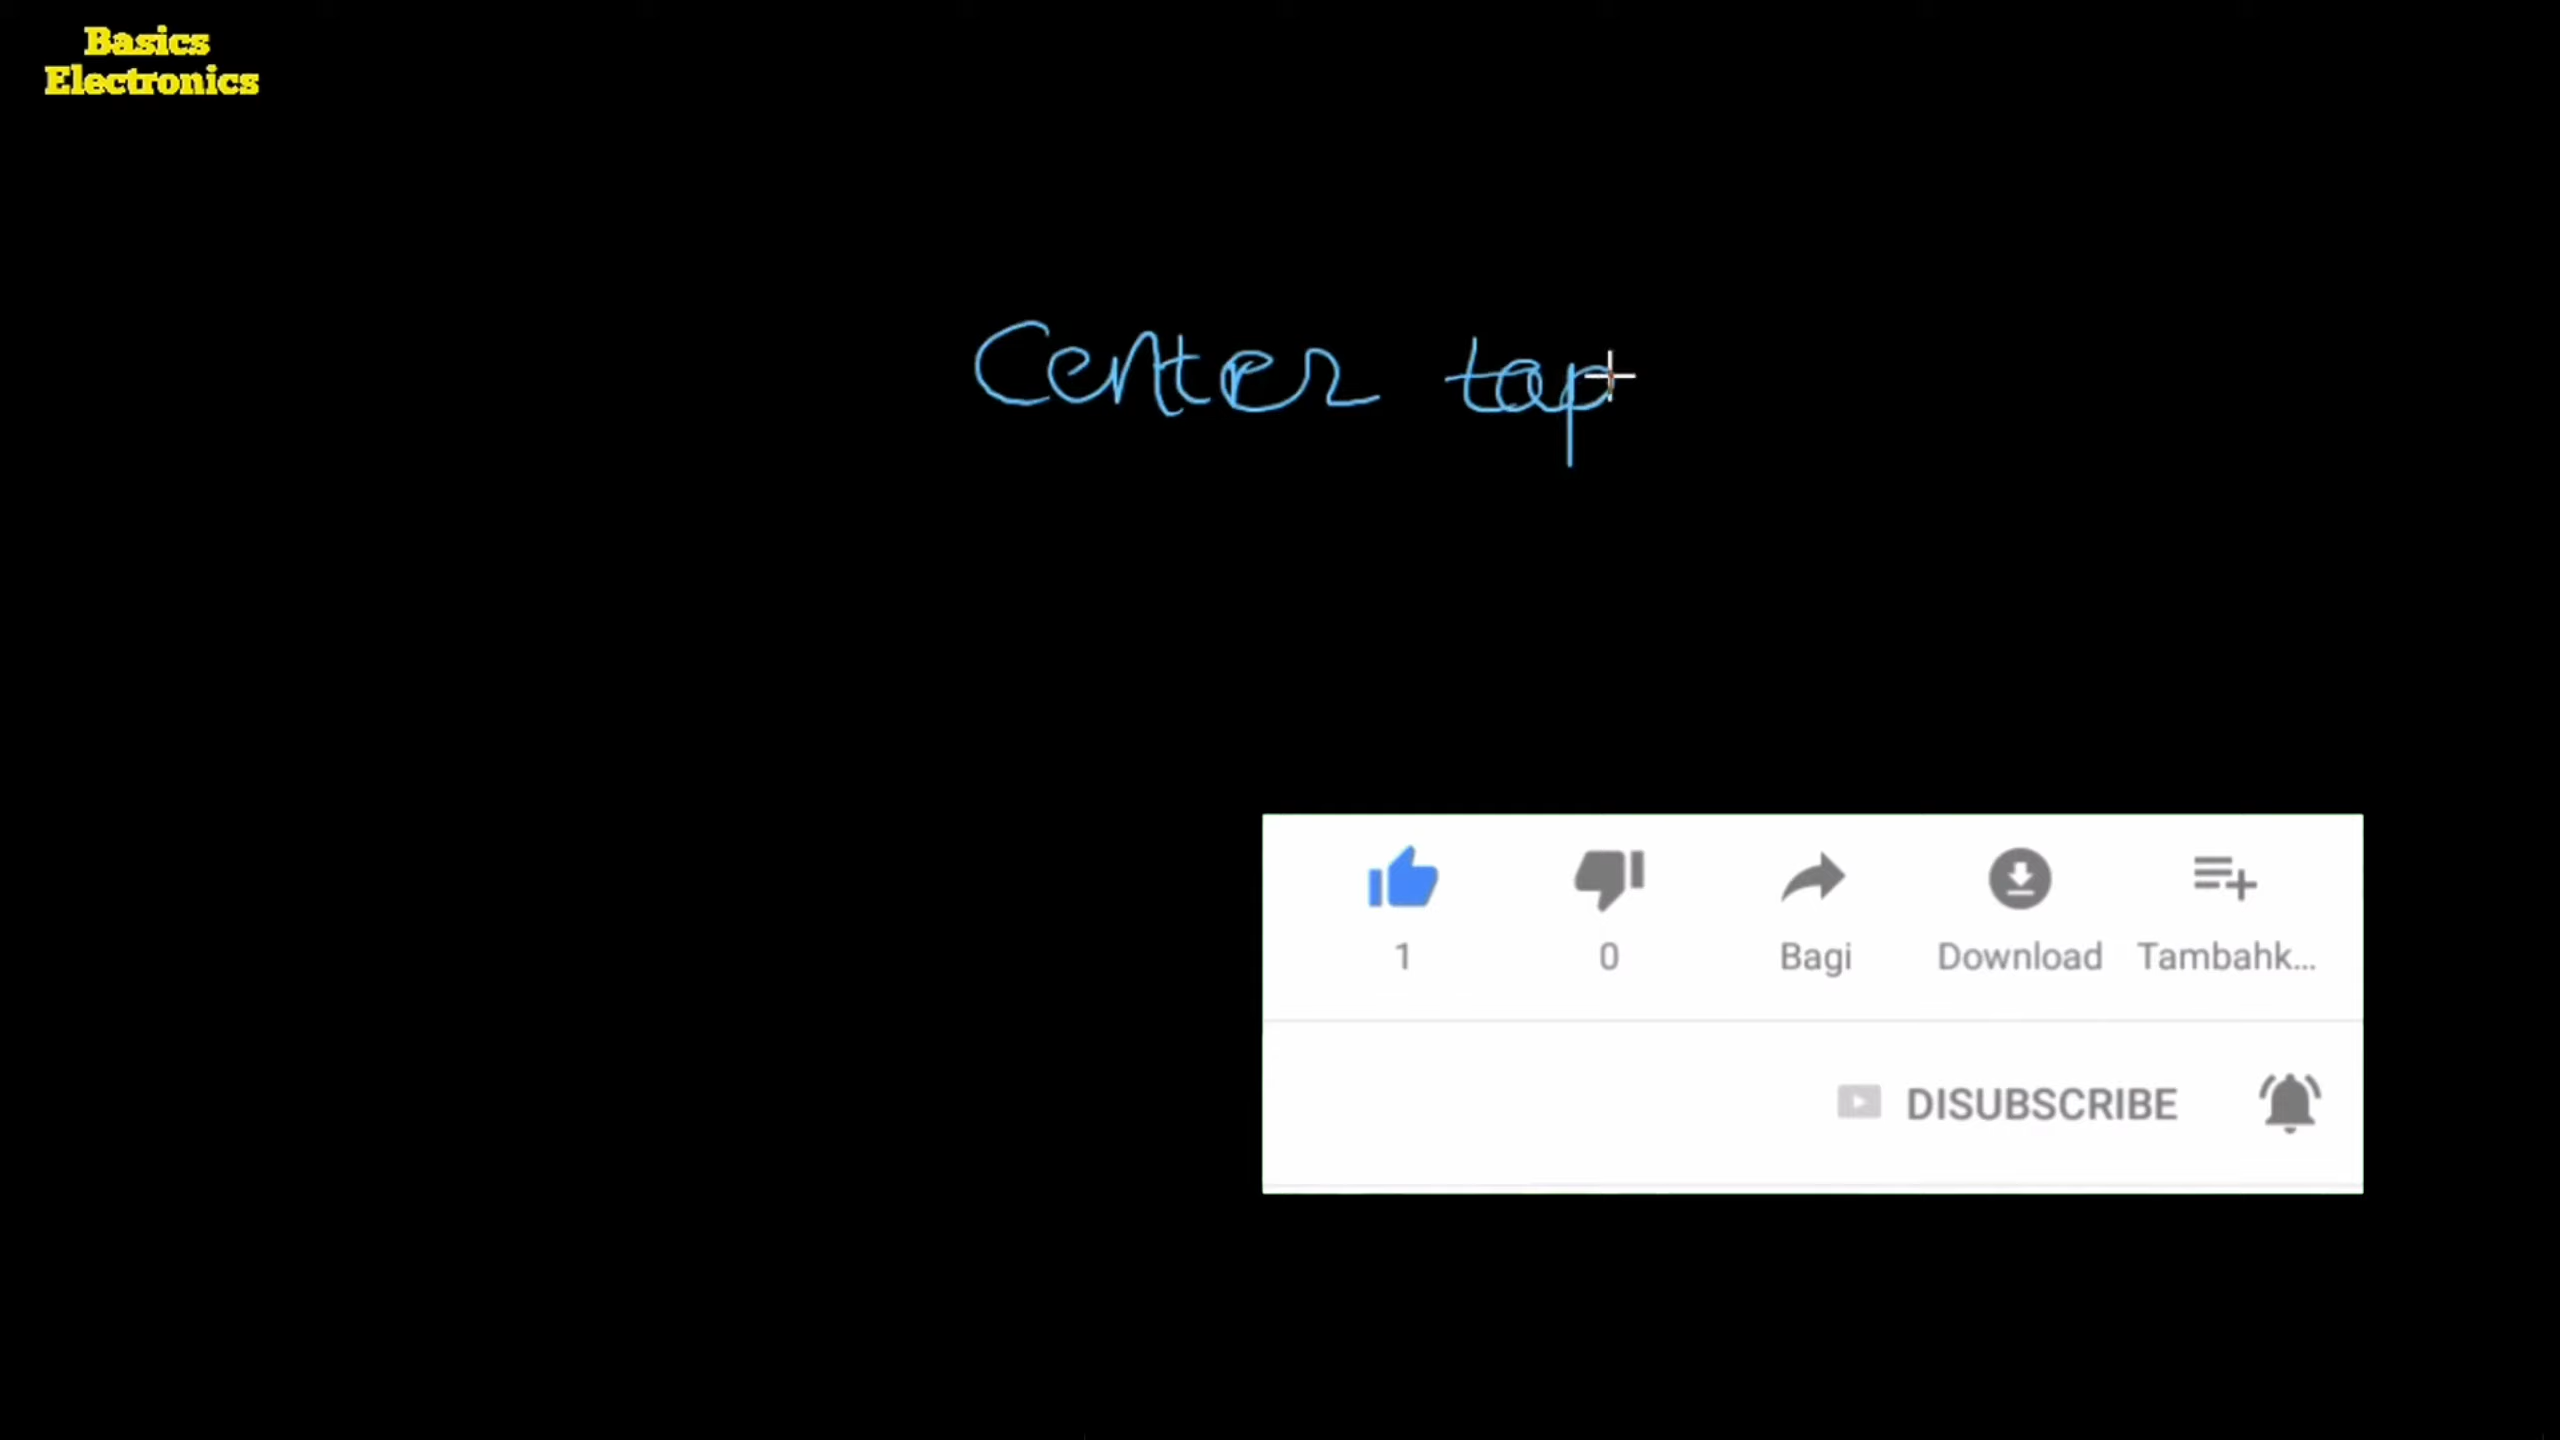 Basics
Electronics
Center tap
1 0 Bagi Download Tambahk...
DISUBSCRIBE